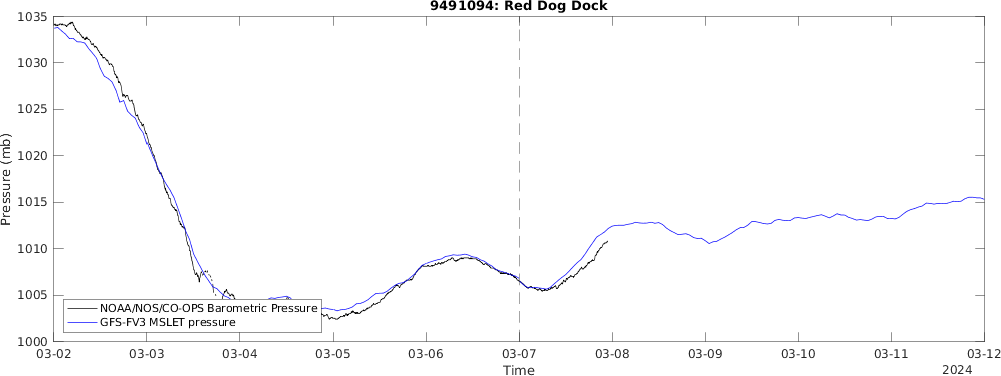 9491094: Red Dog Dock
Pressure (mb)
1035
1030
1025
1020
1015
1010
1005
1000
NOAA/NOS/CO-OPS Barometric Pressure
GFS-FV3 MSLET pressure
03-02 03-03 03-04 03-05 03-06 03-07 03-08 03-09 03-10 03-11 03-12
Time
2024